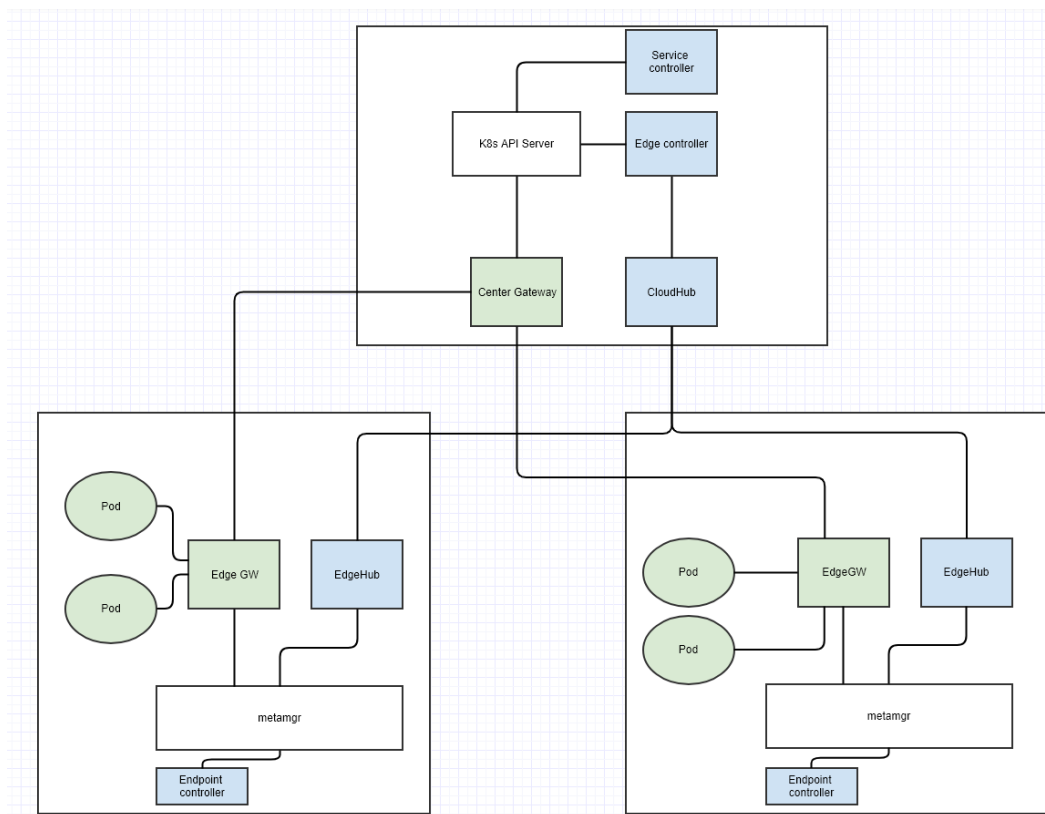 Service
controller
K8s API Server
Edge controller
Center Gateway
CloudHub
Pod
Pod
Edge GW
EdgeHub
metamgr
Endpoint
controller
Pod
Pod
EdgeGW
EdgeHub
metamgr
Endpoint
controller